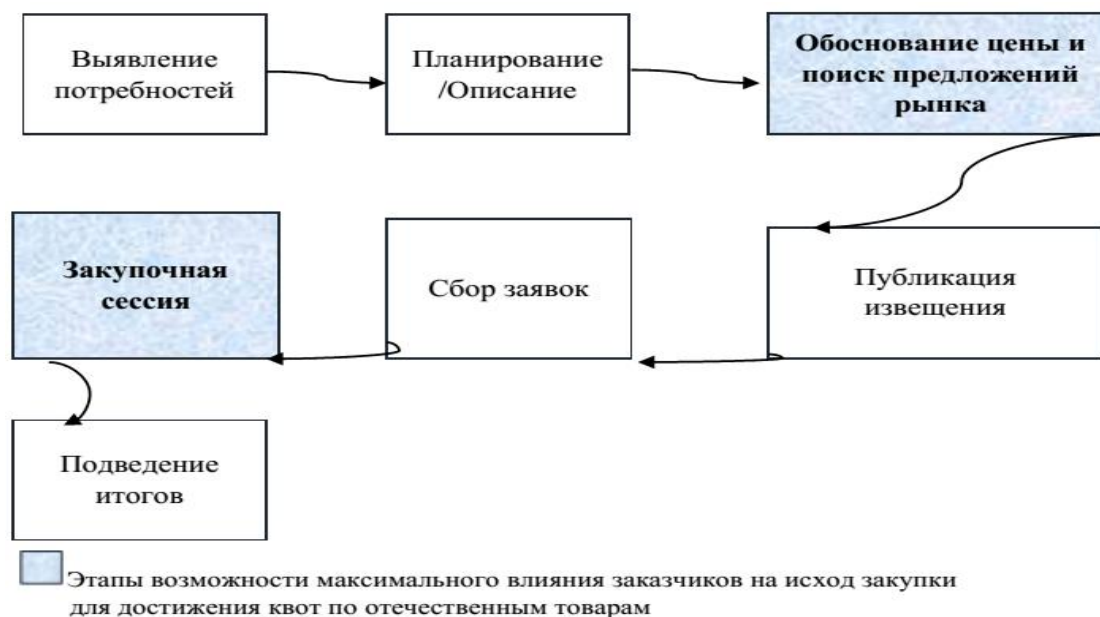 Выявление
потребностей
Планирование
/Описание
Обоснование цены и
поиск предложений
рынка
Закупочная
сессия
Сбор заявок
Публикация
извещения
Подведение
итогов
Этапы возможности максимального влияния заказчиков на исход закупки
для достижения квот по отечественным товарам